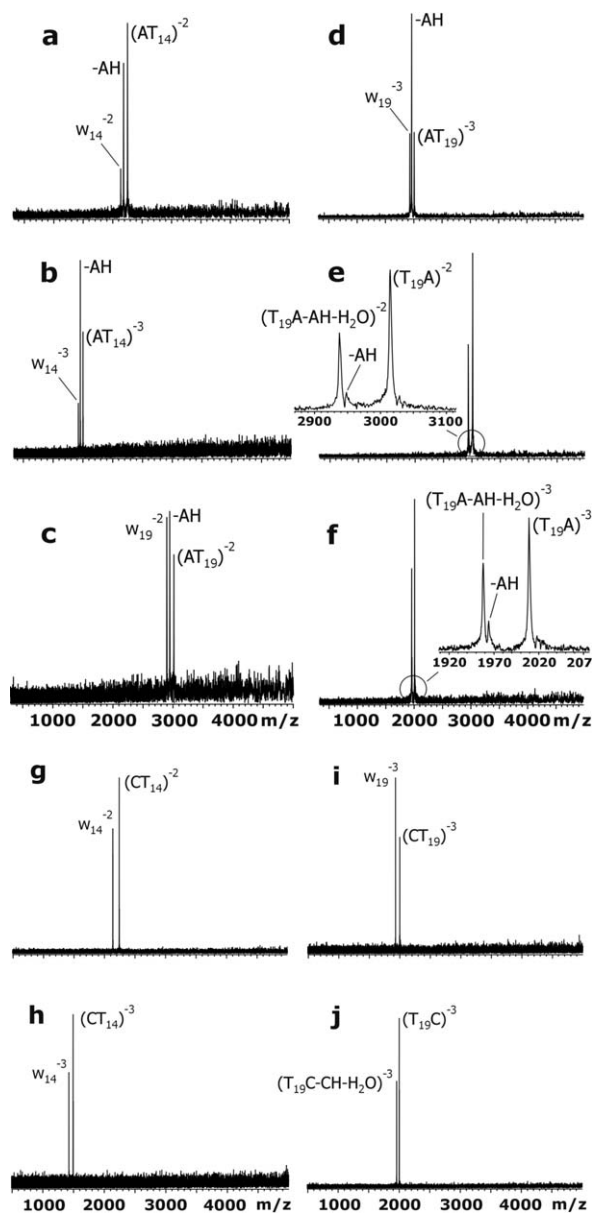 a
(AT14)-2
-AH
w14-2
d
-AH
w19-3
(AT19)-3
b
-AH
(AT14)-3
w14-3
e
(T19A)-2
(T19A-AH-H2O)-2
-AH
2900 3000 3100
c
w19-2
-AH
(AT19)-2
1000 2000 3000 4000 m/z
f
(T19A-AH-H2O)-3
(T19A)-3
-AH
1920 1970 2020 207
1000 2000 3000 4000 m/z
g
(CT14)-2
w14-2
i
w19-3
(CT19)-3
h
(CT14)-3
w14-3
1000 2000 3000 4000 m/z
j
(T19C)-3
(T19C-CH-H2O)-3
1000 2000 3000 4000 m/z